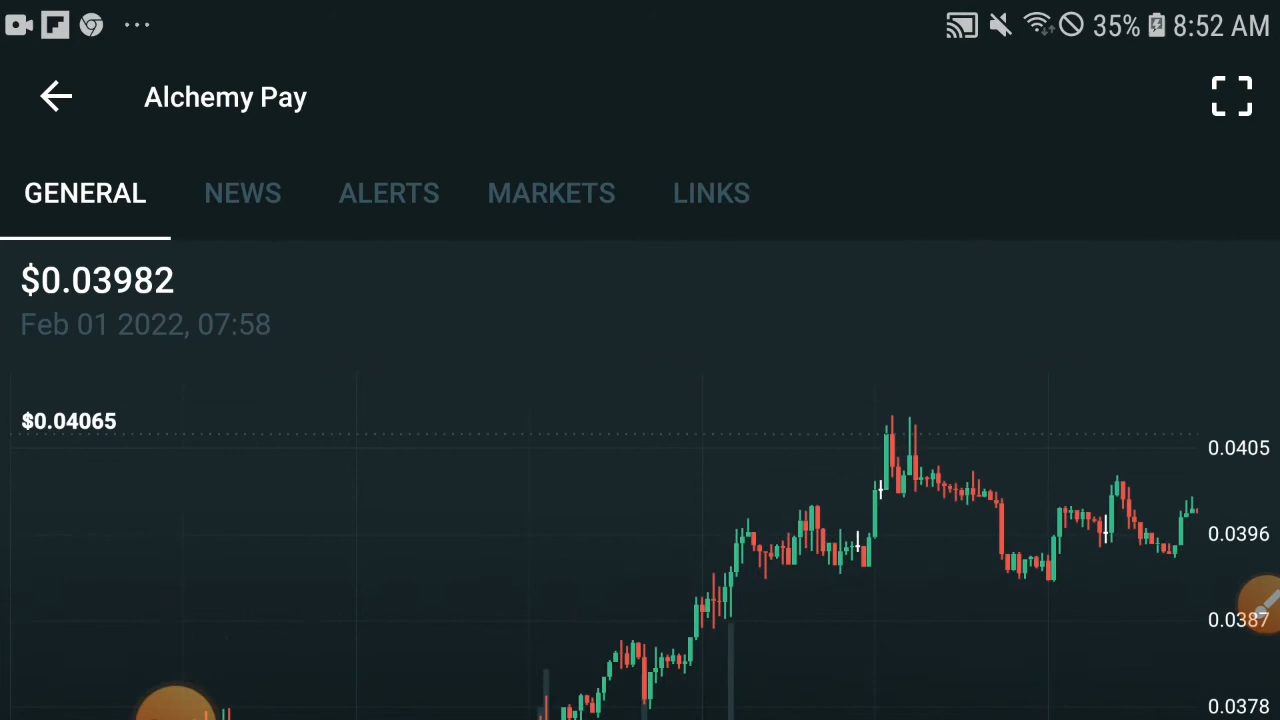 35% 8:52 AM
Alchemy Pay
GENERAL NEWS ALERTS MARKETS LINKS
$0.03982
Feb 01 2022, 07:58
$0.04065
0.0405
0.0396
0.0387
0.0378